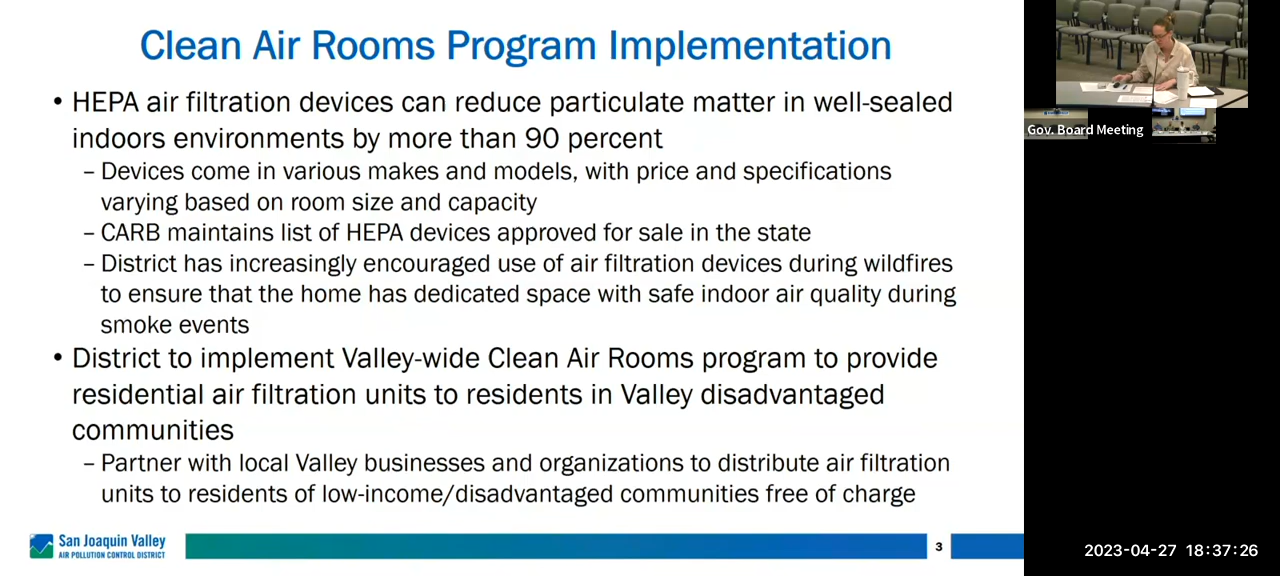 Clean Air Rooms Program Implementation
• HEPA air filtration devices can reduce particulate matter in well-sealed
indoors environments by more than 90 percent
– Devices come in various makes and models, with price and specifications
varying based on room size and capacity
– CARB maintains list of HEPA devices approved for sale in the state
– District has increasingly encouraged use of air filtration devices during wildfires
to ensure that the home has dedicated space with safe indoor air quality during
smoke events
• District to implement Valley-wide Clean Air Rooms program to provide
residential air filtration units to residents in Valley disadvantaged
communities
– Partner with local Valley businesses and organizations to distribute air filtration
units to residents of low-income/disadvantaged communities free of charge
San Joaquin Valley
AIR POLLUTION CONTROL DISTRICT
3
Gov. Board Meeting
2023-04-27 18:37:26